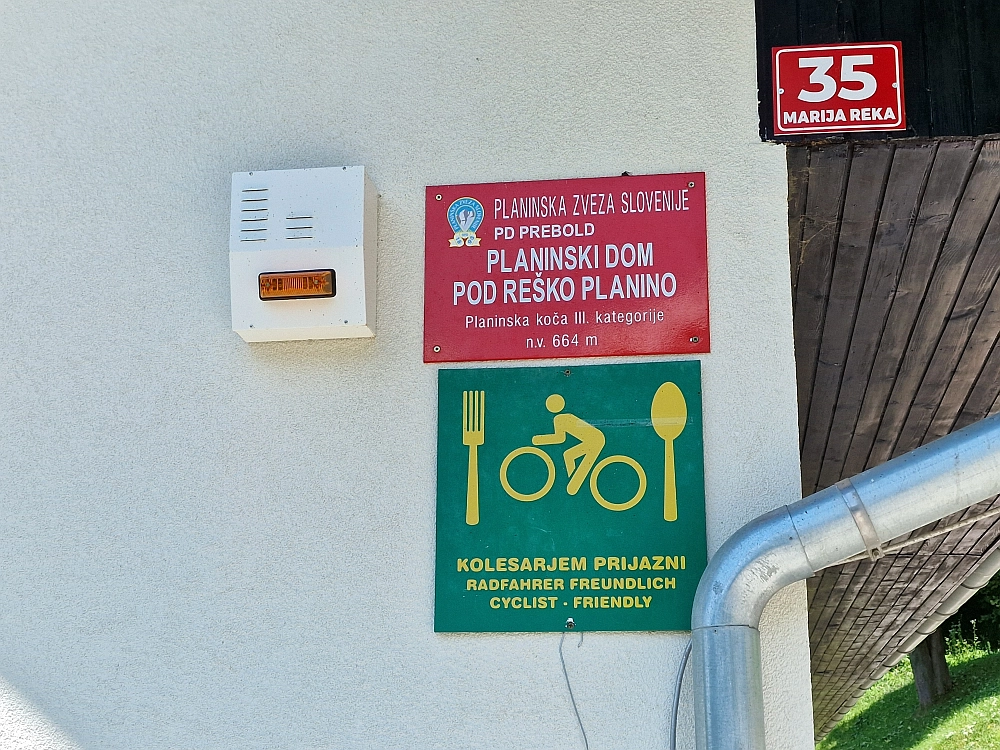 35
MARIJA REKA
PLANINSKA ZVEZA SLOVENIJE
PD PREBOLD
PLANINSKI DOM
POD REŠKO PLANINO
Planinska koča III. kategorije
n.v. 664 m
KOLESARJEM PRIJAZNI
RADFAHRER FREUNDLICH
CYCLIST - FRIENDLY